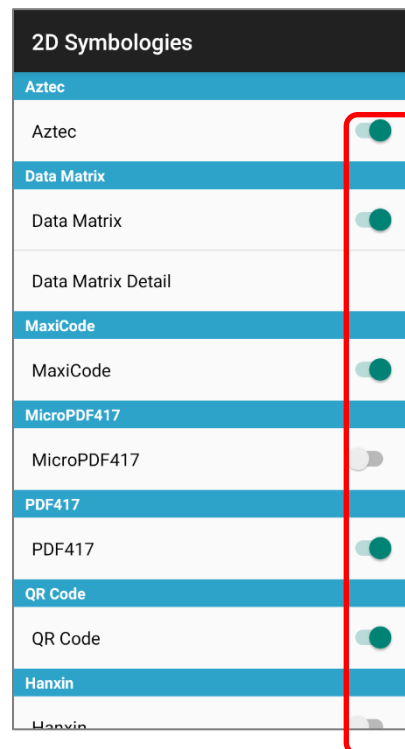 2D Symbologies
Aztec
Aztec
Data Matrix
Data Matrix
Data Matrix Detail
MaxiCode
MaxiCode
MicroPDF417
MicroPDF417
PDF417
PDF417
QR Code
QR Code
Hanxin
Hanxin